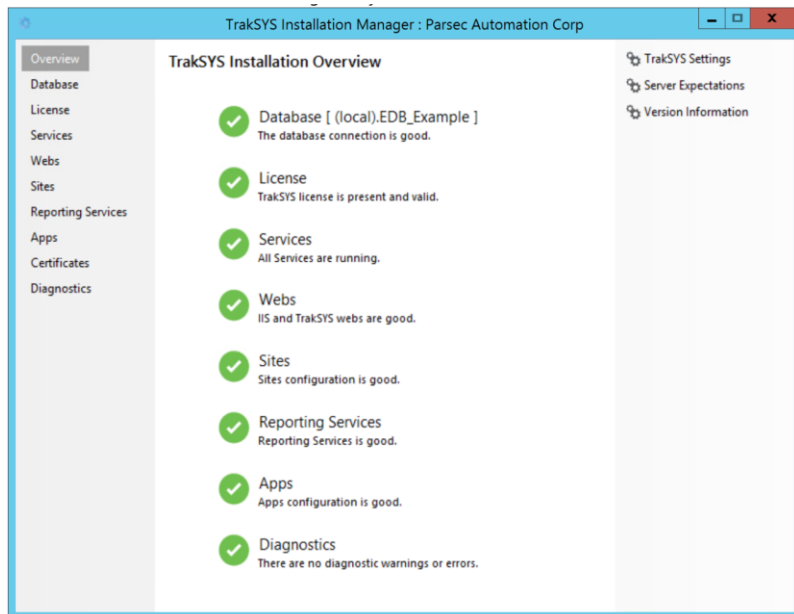 TrakSYS Installation Manager : Parsec Automation Corp
Overview
Database
License
Services
Webs
Sites
Reporting Services
Apps
Certificates
Diagnostics
TrakSYS Installation Overview
Database [ (local).EDB_Example ]
The database connection is good.
License
TrakSYS license is present and valid.
Services
All Services are running.
Webs
IIS and TrakSYS webs are good.
Sites
Sites configuration is good.
Reporting Services
Reporting Services is good.
Apps
Apps configuration is good.
Diagnostics
There are no diagnostic warnings or errors.
TrakSYS Settings
Server Expectations
Version Information